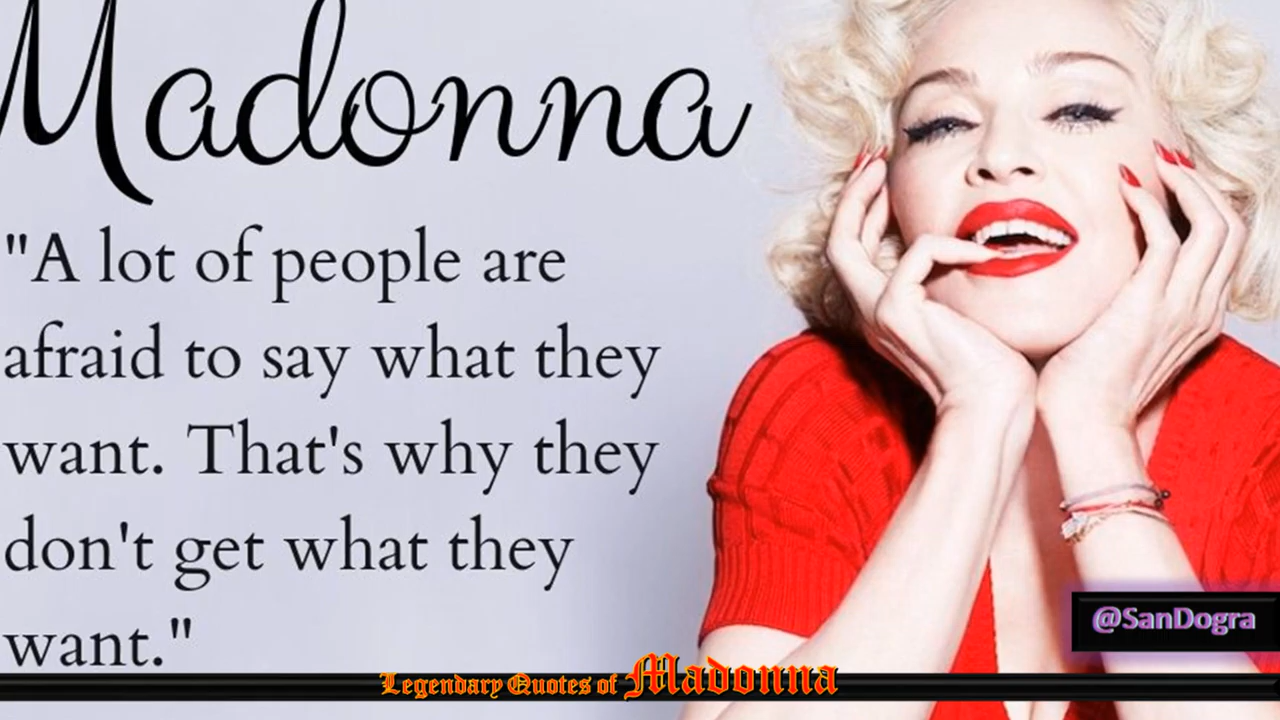 Madonna
"A lot of people are
afraid to say what they
want. That's why they
don't get what they
want."
@SanDogra
Legendary Quotes of Madonna